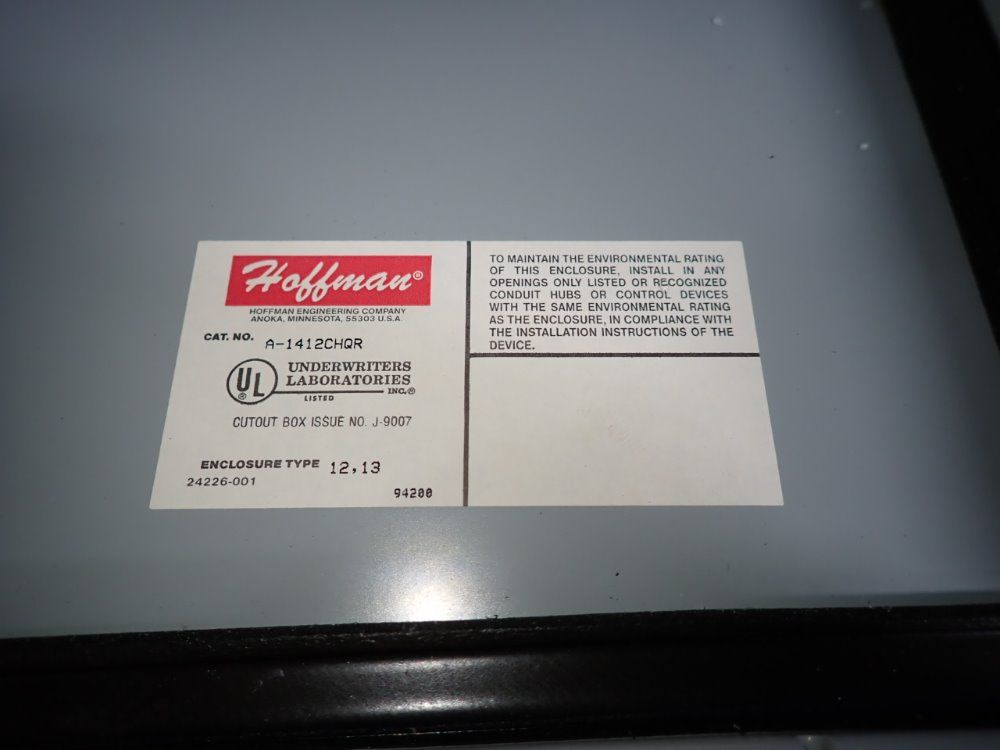 Hoffman®
HOFFMAN ENGINEERING COMPANY
ANOKA, MINNESOTA, 55303 U.S.A.
CAT. NO. A-1412CHQR
UL®
UNDERWRITERS
LABORATORIES
INC.®
LISTED
CUTOUT BOX ISSUE NO. J-9007
ENCLOSURE TYPE 12,13
24226-001
94200
TO MAINTAIN THE ENVIRONMENTAL RATING
OF THIS ENCLOSURE, INSTALL IN ANY
OPENINGS ONLY LISTED OR RECOGNIZED
CONDUIT HUBS OR CONTROL DEVICES
WITH THE SAME ENVIRONMENTAL RATING
AS THE ENCLOSURE, IN COMPLIANCE WITH
THE INSTALLATION INSTRUCTIONS OF THE
DEVICE.